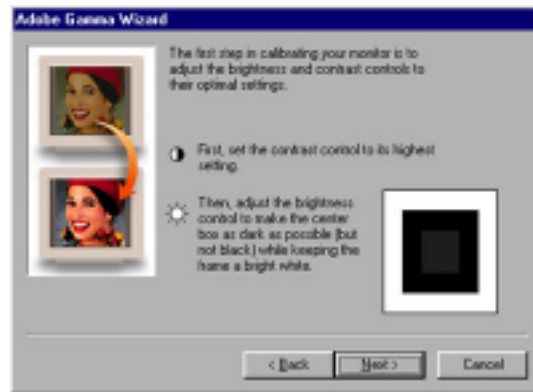 Adobe Gamma Wizard
The first step in calibrating your monitor is to
adjust the brightness and contrast controls to
their optimal settings.
First, set the contrast control to its highest
setting.
Then, adjust the brightness
control to make the center
box as dark as possible (but
not black) while keeping the
frame a bright white.
< Back
Next >
Cancel